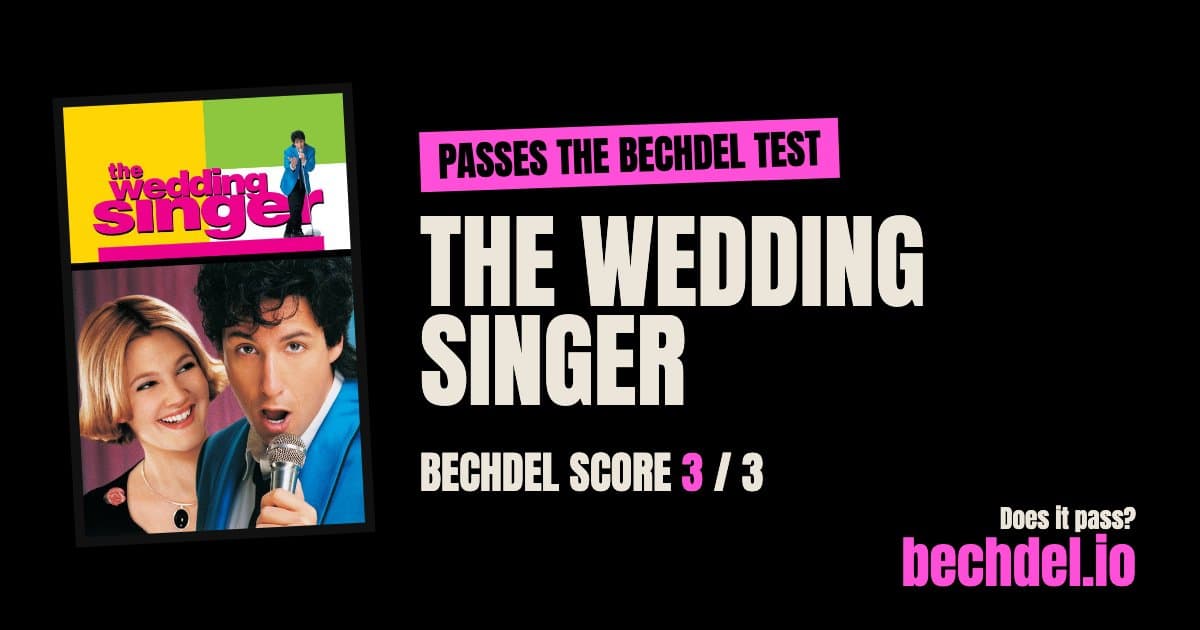 the
wedding
singer
PASSES THE BECHDEL TEST
THE WEDDING
SINGER
BECHDEL SCORE 3 / 3
Does it pass?
bechdel.io